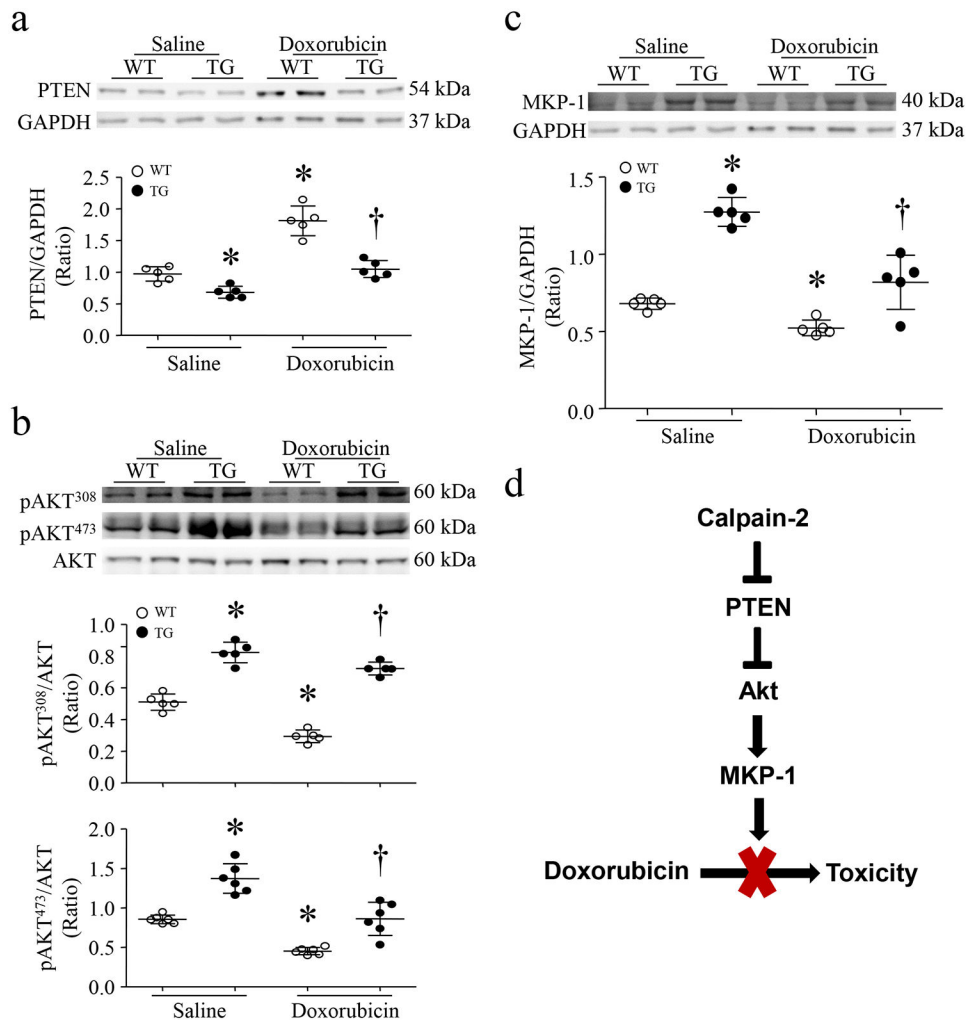 a
Saline Doxorubicin
WT TG WT TG
PTEN 54 kDa
GAPDH 37 kDa
WT
TG
PTEN/GAPDH
(Ratio)
2.5
2.0
1.5
1.0
0.5
0.0
* * †
Saline Doxorubicin
b
Saline Doxorubicin
WT TG WT TG
pAKT³⁰⁸ 60 kDa
pAKT⁴⁷³ 60 kDa
AKT 60 kDa
WT
TG
pAKT³⁰⁸/AKT
(Ratio)
1.0
0.8
0.6
0.4
0.2
0.0
* * †
pAKT⁴⁷³/AKT
(Ratio)
2.0
1.5
1.0
0.5
0.0
* * †
Saline Doxorubicin
c
Saline Doxorubicin
WT TG WT TG
MKP-1 40 kDa
GAPDH 37 kDa
WT
TG
MKP-1/GAPDH
(Ratio)
1.5
1.0
0.5
0.0
* * †
Saline Doxorubicin
d
Calpain-2
PTEN
Akt
MKP-1
Doxorubicin Toxicity